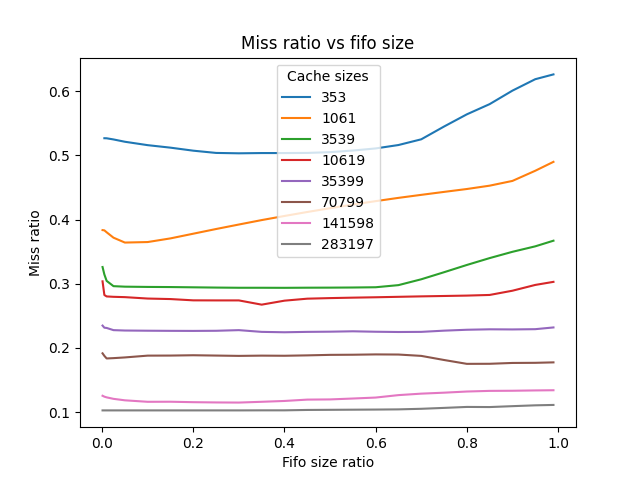 Miss ratio vs fifo size
Cache sizes
353
1061
3539
10619
35399
70799
141598
283197
Miss ratio
0.6
0.5
0.4
0.3
0.2
0.1
0.0 0.2 0.4 0.6 0.8 1.0
Fifo size ratio